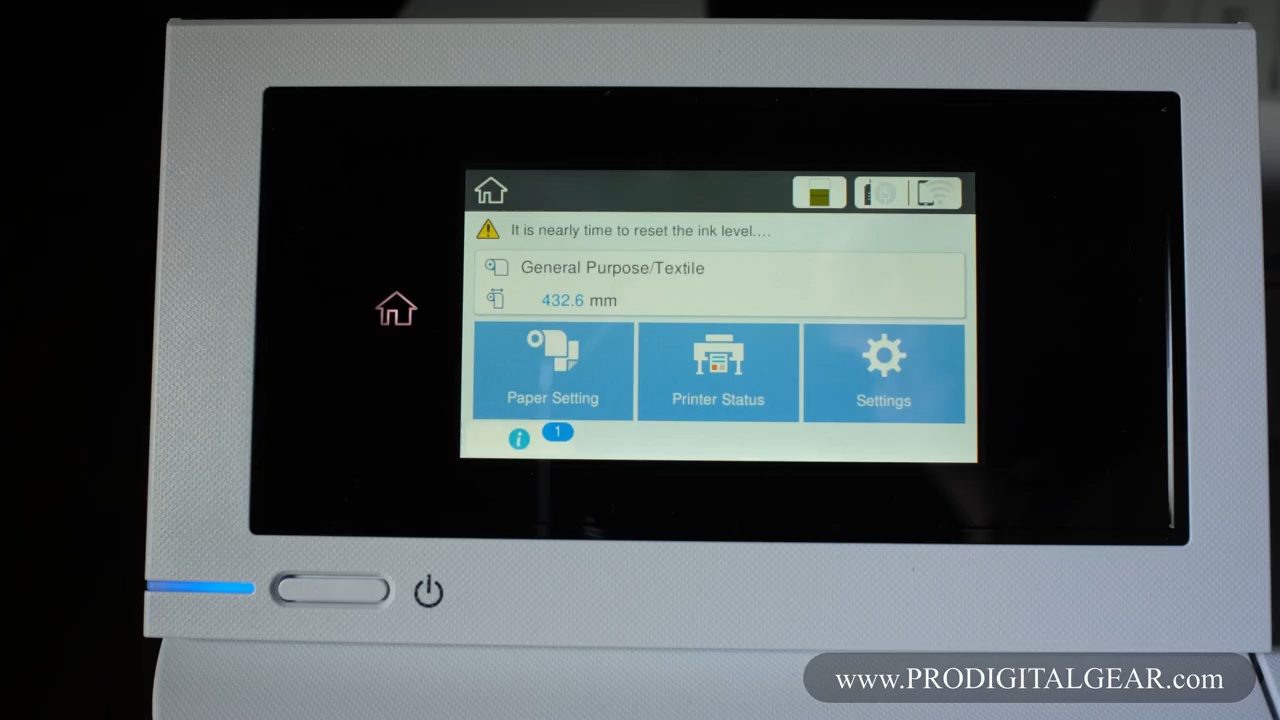 It is nearly time to reset the ink level....
General Purpose/Textile
432.6 mm
Paper Setting
Printer Status
Settings
i
1
www.PRODIGITALGEAR.com